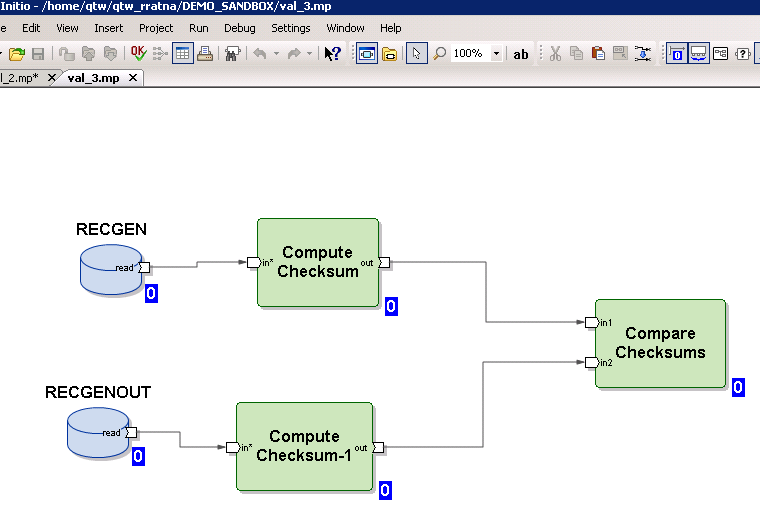 Initio - /home/qtw/qtw_rratna/DEMO_SANDBOX/val_3.mp
e Edit View Insert Project Run Debug Settings Window Help
OK 100% ab 0
l_2.mp* val_3.mp
RECGEN
read
0
in*
Compute
Checksum
out
0
in1
in2
Compare
Checksums
0
RECGENOUT
read
0
in*
Compute
Checksum-1
out
0